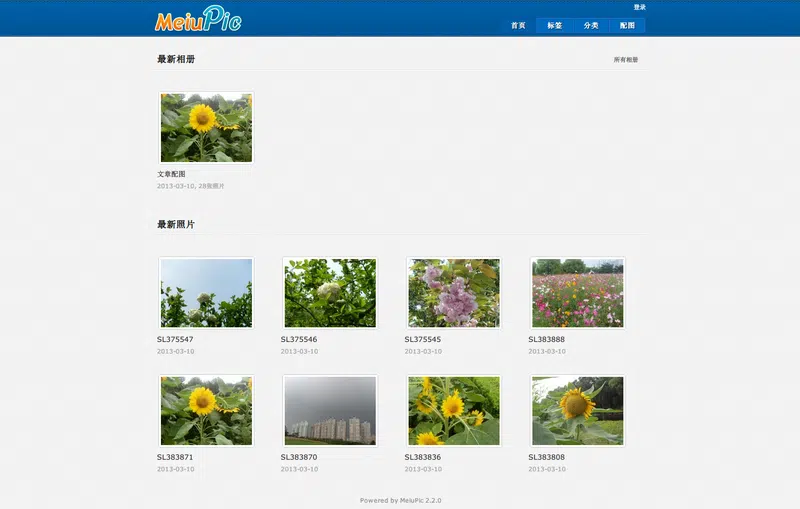 登录
MeiuPic
首页 标签 分类 配图
最新相册 所有相册
文章配图
2013-03-10, 28张照片
最新照片
SL375547 SL375546 SL375545 SL383888
2013-03-10 2013-03-10 2013-03-10 2013-03-10
SL383871 SL383870 SL383836 SL383808
2013-03-10 2013-03-10 2013-03-10 2013-03-10
Powered by MeiuPic 2.2.0